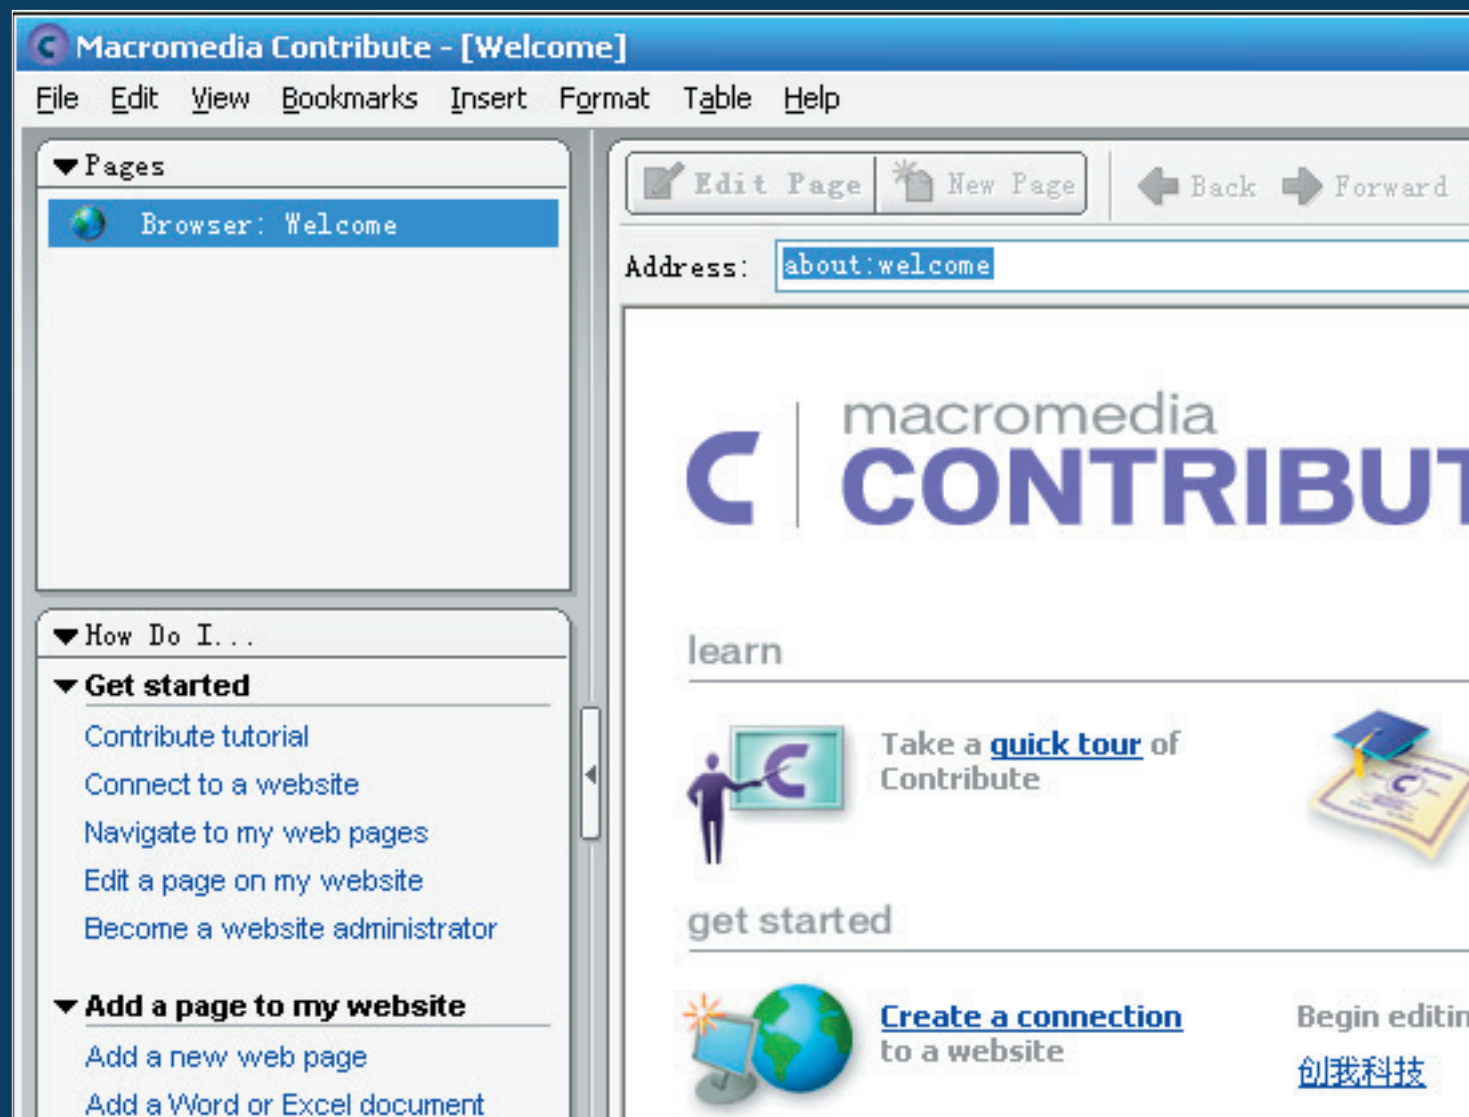 Macromedia Contribute - [Welcome]
File Edit View Bookmarks Insert Format Table Help
Pages
Browser: Welcome
How Do I...
Get started
Contribute tutorial
Connect to a website
Navigate to my web pages
Edit a page on my website
Become a website administrator
Add a page to my website
Add a new web page
Add a Word or Excel document
Edit Page New Page Back Forward
Address: about:welcome
macromedia
CONTRIBUT
learn
Take a quick tour of
Contribute
get started
Create a connection
to a website
Begin editin
创我科技